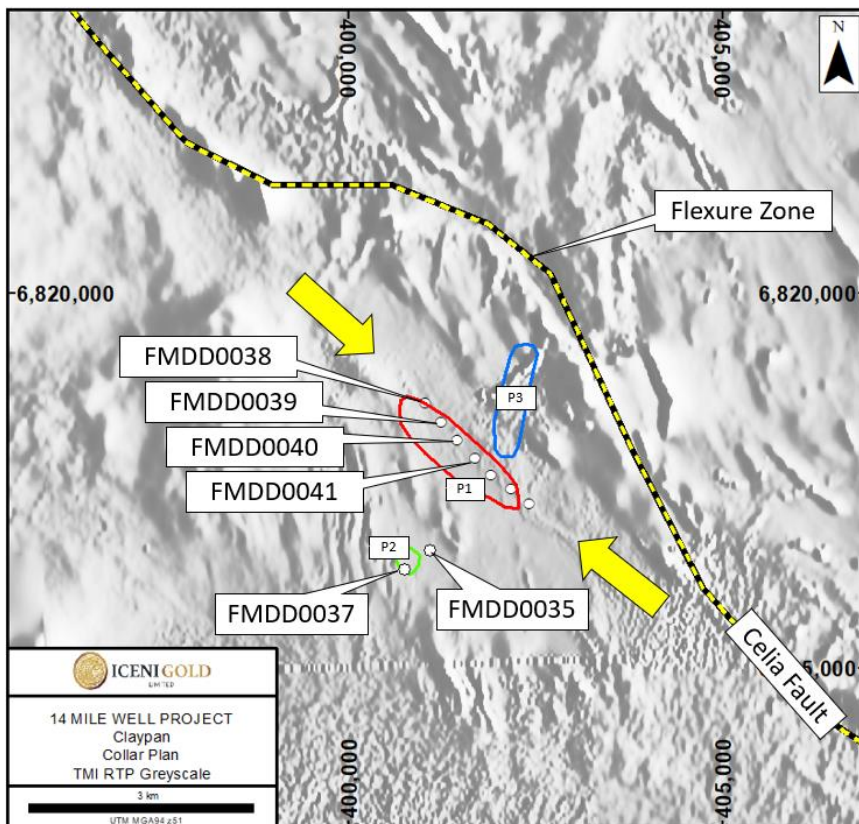 400,000
405,000
N
Flexure Zone
6,820,000
6,820,000
FMDD0038
P3
FMDD0039
FMDD0040
FMDD0041
P1
P2
FMDD0037
FMDD0035
Celia Fault
5,000
ICENI GOLD
LIMITED
14 MILE WELL PROJECT
Claypan
Collar Plan
TMI RTP Greyscale
3 km
UTM MGA94 z51
400,000
405,000